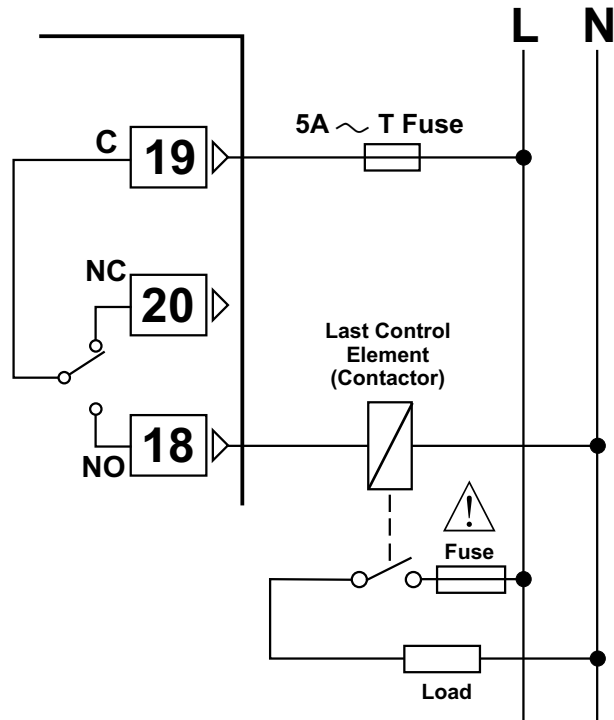 L N
5A ~ T Fuse
C 19
NC 20
Last Control
Element
(Contactor)
18
NO
!
Fuse
Load